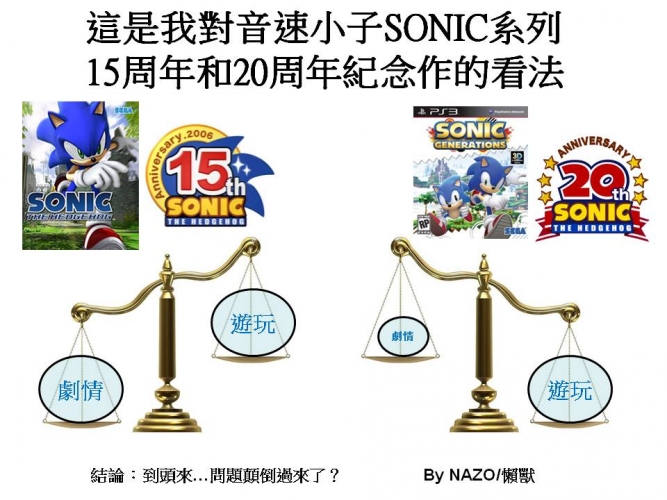 這是我對音速小子SONIC系列
15周年和20周年紀念作的看法
SEGA
SONIC
THE HEDGEHOG
Anniversary.2006
15th
SONIC
THE HEDGEHOG
PS3
SONIC
GENERATIONS
3D
RP
SEGA
ANNIVERSARY
20th
SONIC
THE HEDGEHOG
劇情
遊玩
劇情
遊玩
結論：到頭來…問題顛倒過來了？
By NAZO/懶獸